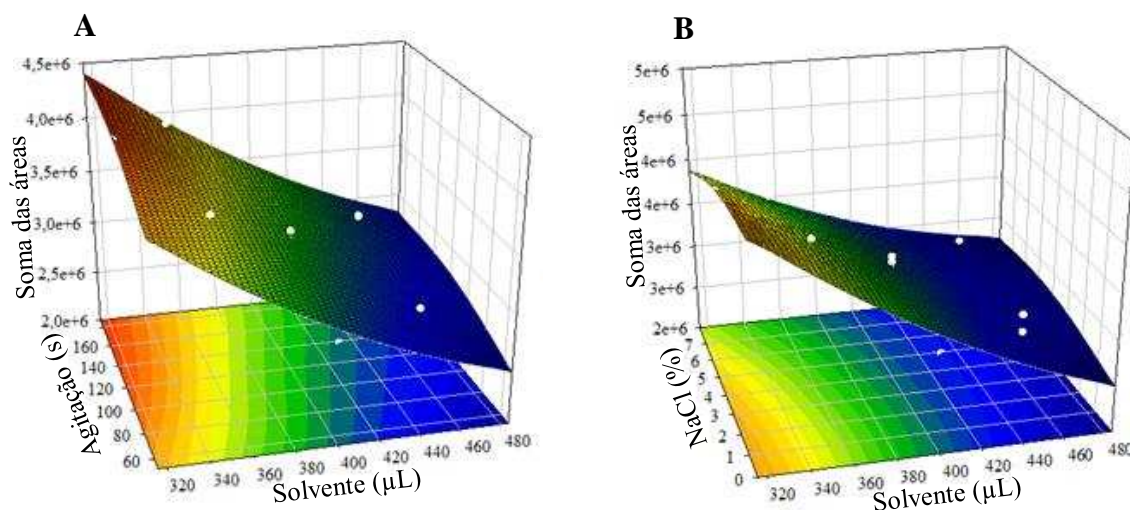 A
4,5e+6
4,0e+6
3,5e+6
3,0e+6
2,5e+6
2,0e+6
Soma das áreas
160
140
120
100
80
60
Agitação (s)
320 340 360 380 400 420 440 460 480
Solvente (µL)
B
5e+6
5e+6
4e+6
4e+6
3e+6
3e+6
2e+6
Soma das áreas
7
6
5
4
3
2
1
0
NaCl (%)
320 340 360 380 400 420 440 460 480
Solvente (µL)